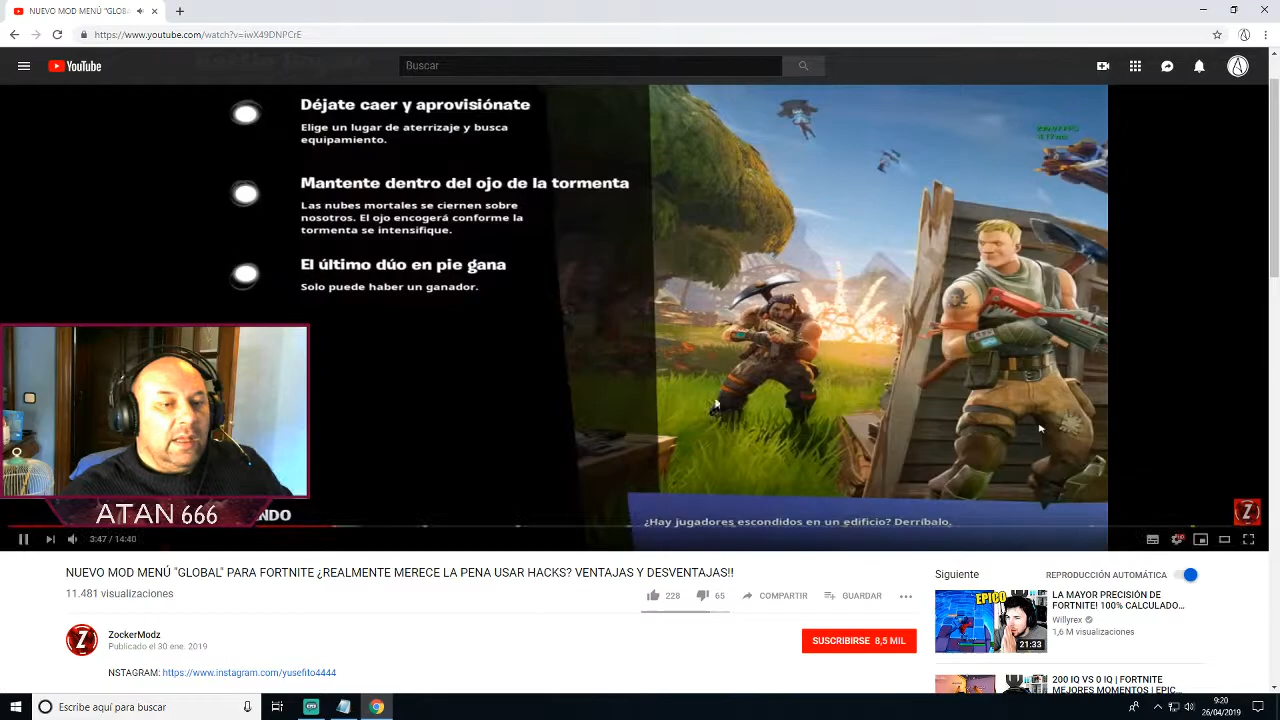 NUEVO MOD MENÚ "GLOBA
https://www.youtube.com/watch?v=iwX49DNPCrE
YouTube
Buscar
Déjate caer y aprovisiónate
Elige un lugar de aterrizaje y busca
equipamiento.
Mantente dentro del ojo de la tormenta
Las nubes mortales se ciernen sobre
nosotros. El ojo encogerá conforme la
tormenta se intensifique.
El último dúo en pie gana
Solo puede haber un ganador.
ATAN 666
NDO
¿Hay jugadores escondidos en un edificio? Derríbalo.
Z
3:47 / 14:40
NUEVO MOD MENÚ "GLOBAL" PARA FORTNITE ¿REALMENTE MERECE LA PENA USAR HACKS? VENTAJAS Y DESVENTAJAS!!
11.481 visualizaciones
228
65
COMPARTIR
GUARDAR
Z
ZockerModz
Publicado el 30 ene. 2019
SUSCRIBIRSE 8,5 MIL
NSTAGRAM: https://www.instagram.com/yusefito4444
Siguiente
REPRODUCCIÓN AUTOMÁTICA
EPICO
21:33
LA MAYOR PRECISIÓN DE
FORTNITE! 100% CALCULADO...
Willyrex
1,6 M visualizaciones
200 IQ VS 0 IQ | FORTNITE
MEJORES MOMENTOS | EPIC...
Escribe aquí para buscar
9:20
26/04/2019